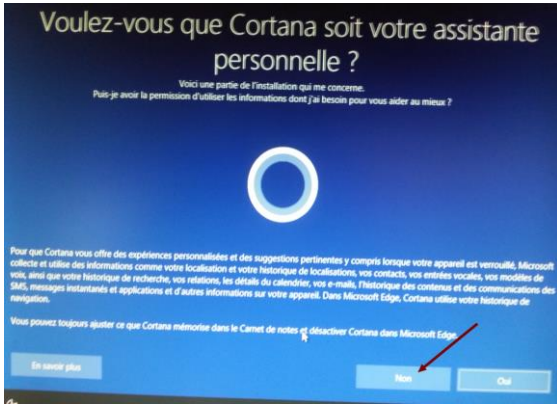 Voulez-vous que Cortana soit votre assistante
personnelle ?
Voici une partie de l'installation qui me concerne.
Puis-je avoir la permission d'utiliser les informations dont j'ai besoin pour vous aider au mieux ?
Pour que Cortana vous offre des expériences personnalisées et des suggestions pertinentes y compris lorsque votre appareil est verrouillé, Microsoft
collecte et utilise des informations comme votre localisation et votre historique de localisations, vos contacts, vos entrées vocales, vos modèles de
voix, ainsi que votre historique de recherche, vos relations, les détails du calendrier, vos e-mails, l'historique des contenus et des communications des
SMS, messages instantanés et applications et d'autres informations sur votre appareil. Dans Microsoft Edge, Cortana utilise votre historique de
navigation.
Vous pouvez toujours ajuster ce que Cortana mémorise dans le Carnet de notes et désactiver Cortana dans Microsoft Edge.
En savoir plus
Non
Oui